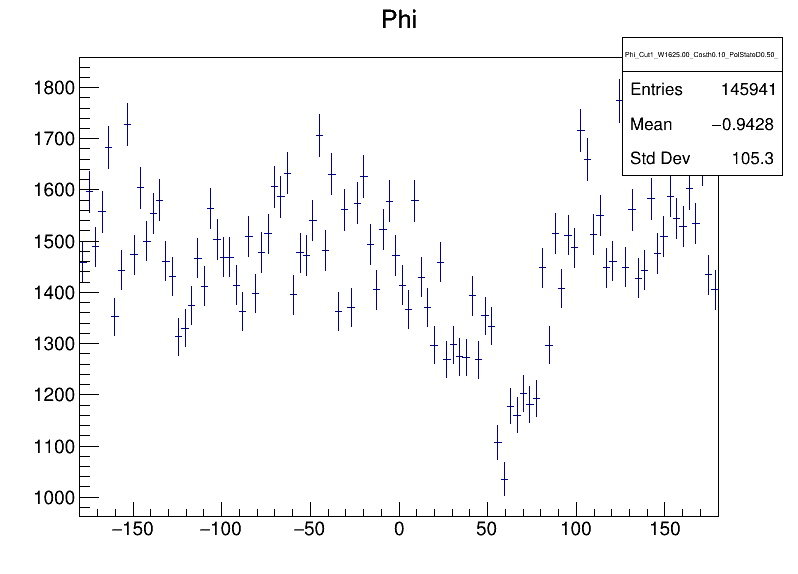 Phi
Phi_Cut1_W1625.00_Costh0.10_PolStateD0.50_
Entries 145941
Mean −0.9428
Std Dev 105.3
1800
1700
1600
1500
1400
1300
1200
1100
1000
−150 −100 −50 0 50 100 150